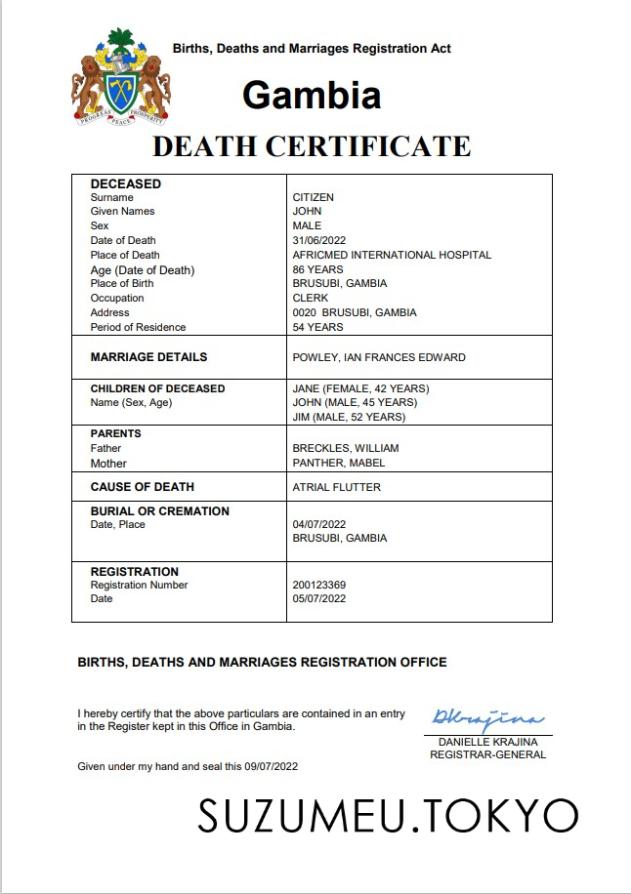 Births, Deaths and Marriages Registration Act
Gambia
PROGRESS PEACE PROSPERITY
DEATH CERTIFICATE
DECEASED
Surname CITIZEN
Given Names JOHN
Sex MALE
Date of Death 31/06/2022
Place of Death AFRICMED INTERNATIONAL HOSPITAL
Age (Date of Death) 86 YEARS
Place of Birth BRUSUBI, GAMBIA
Occupation CLERK
Address 0020 BRUSUBI, GAMBIA
Period of Residence 54 YEARS
MARRIAGE DETAILS POWLEY, IAN FRANCES EDWARD
CHILDREN OF DECEASED JANE (FEMALE, 42 YEARS)
Name (Sex, Age) JOHN (MALE, 45 YEARS)
JIM (MALE, 52 YEARS)
PARENTS
Father BRECKLES, WILLIAM
Mother PANTHER, MABEL
CAUSE OF DEATH ATRIAL FLUTTER
BURIAL OR CREMATION
Date, Place 04/07/2022
BRUSUBI, GAMBIA
REGISTRATION
Registration Number 200123369
Date 05/07/2022
BIRTHS, DEATHS AND MARRIAGES REGISTRATION OFFICE
I hereby certify that the above particulars are contained in an entry
in the Register kept in this Office in Gambia.
DKrajina
DANIELLE KRAJINA
REGISTRAR-GENERAL
Given under my hand and seal this 09/07/2022
SUZUMEU.TOKYO